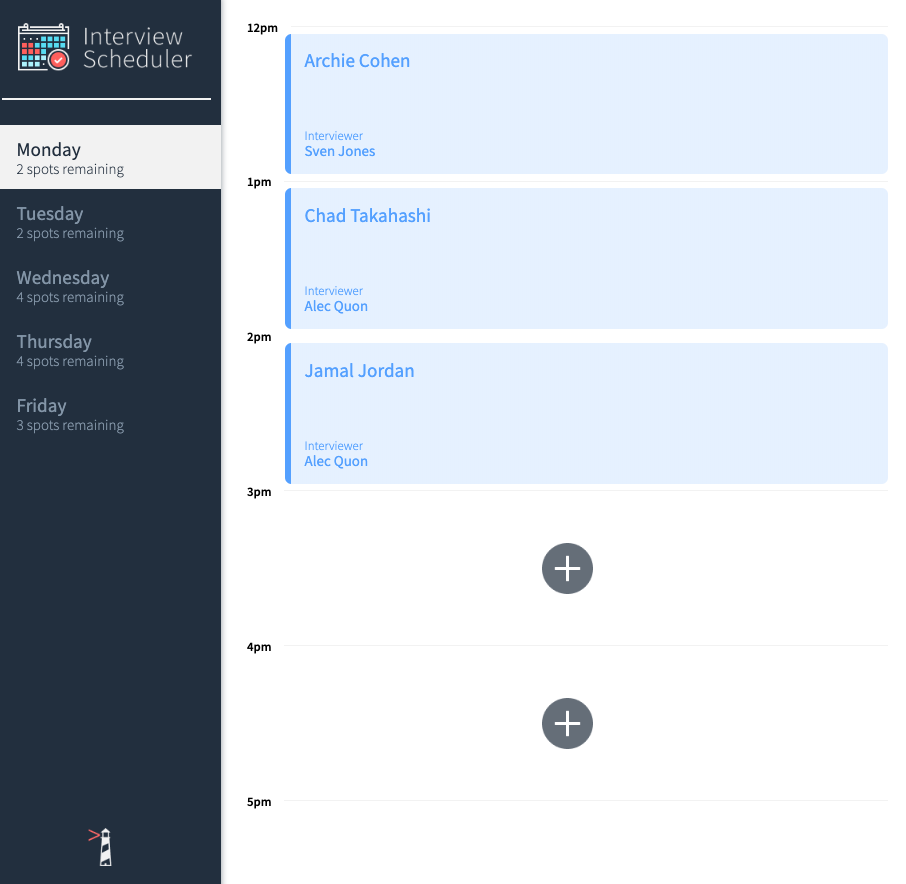 Interview
Scheduler
Monday
2 spots remaining
Tuesday
2 spots remaining
Wednesday
4 spots remaining
Thursday
4 spots remaining
Friday
3 spots remaining
12pm
Archie Cohen
Interviewer
Sven Jones
1pm
Chad Takahashi
Interviewer
Alec Quon
2pm
Jamal Jordan
Interviewer
Alec Quon
3pm
4pm
5pm